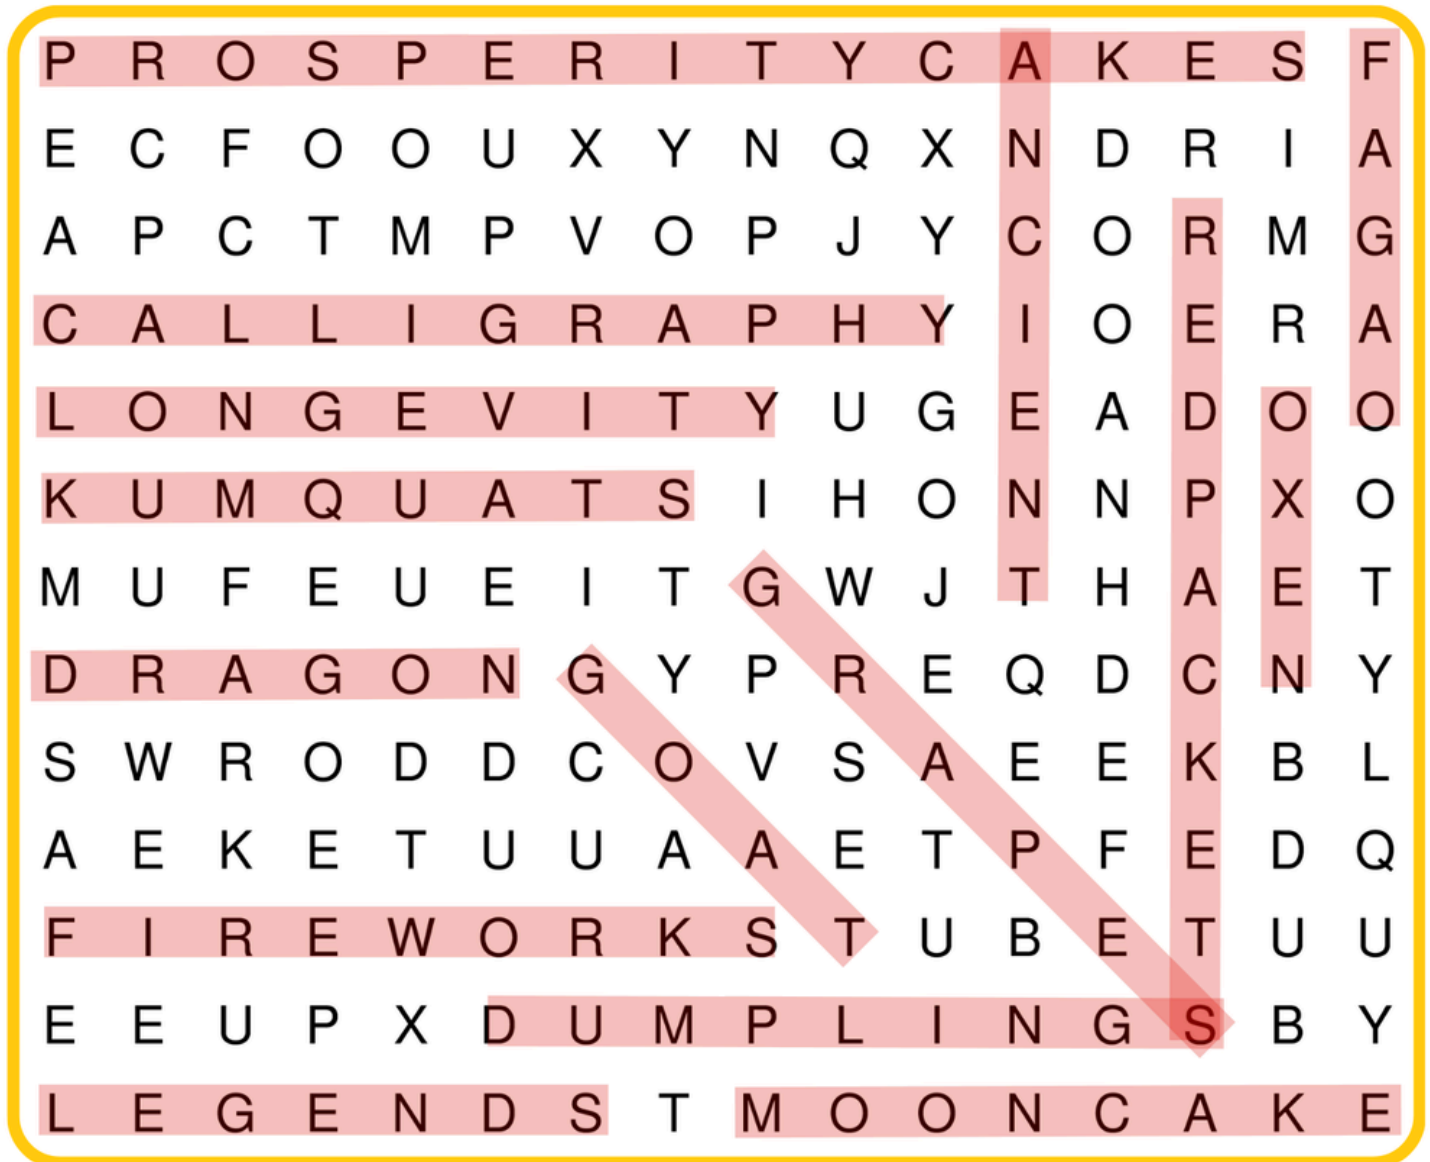 P R O S P E R I T Y C A K E S F
E C F O O U X Y N Q X N D R I A
A P C T M P V O P J Y C O R M G
C A L L I G R A P H Y I O E R A
L O N G E V I T Y U G E A D O O
K U M Q U A T S I H O N N P X O
M U F E U E I T G W J T H A E T
D R A G O N G Y P R E Q D C N Y
S W R O D D C O V S A E E K B L
A E K E T U U A A E T P F E D Q
F I R E W O R K S T U B E T U U
E E U P X D U M P L I N G S B Y
L E G E N D S T M O O N C A K E